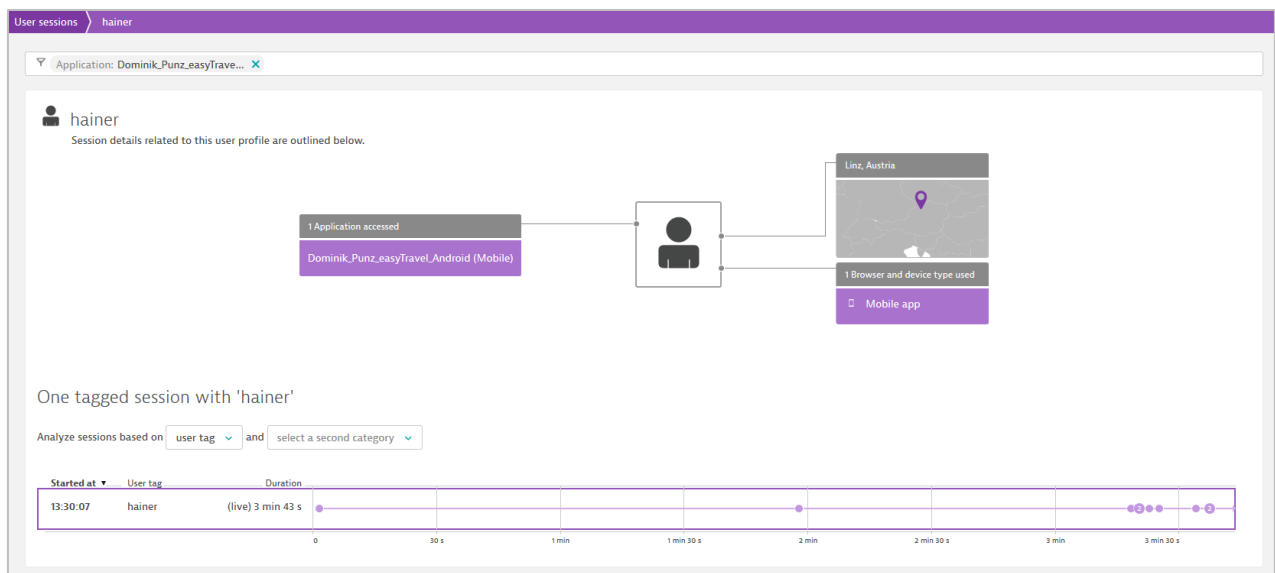 User sessions hainer
Application: Dominik_Punz_easyTrave...
hainer
Session details related to this user profile are outlined below.
Linz, Austria
1 Application accessed
Dominik_Punz_easyTravel_Android (Mobile)
1 Browser and device type used
Mobile app
One tagged session with 'hainer'
Analyze sessions based on user tag and select a second category
Started at ▼ User tag Duration
13:30:07 hainer (live) 3 min 43 s 2 2
0 30 s 1 min 1 min 30 s 2 min 2 min 30 s 3 min 3 min 30 s